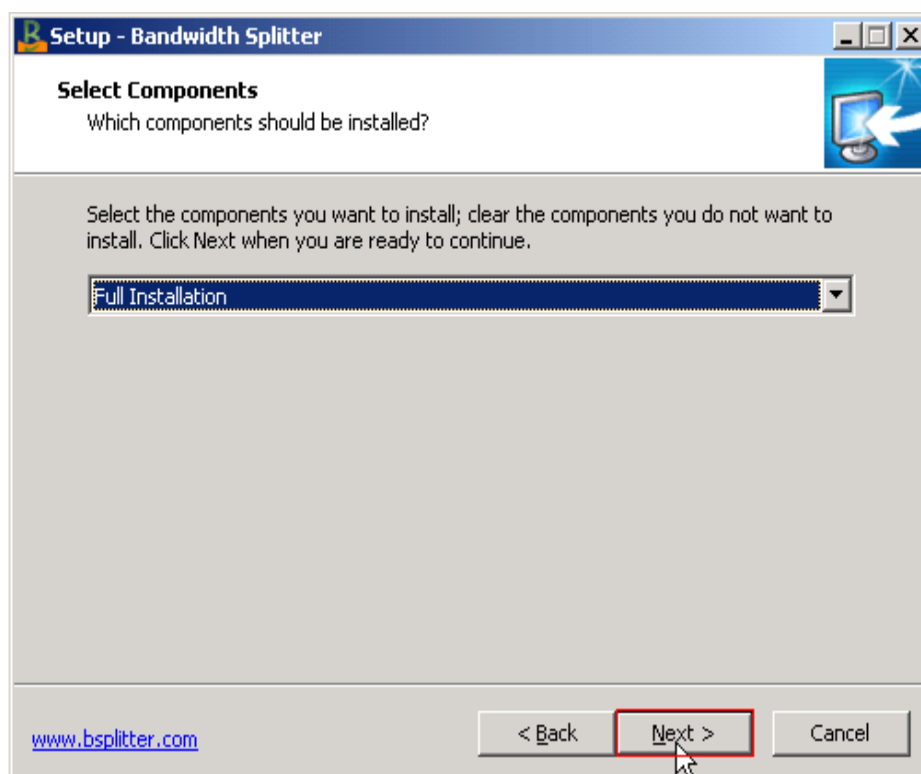 Setup - Bandwidth Splitter
Select Components
Which components should be installed?
Select the components you want to install; clear the components you do not want to
install. Click Next when you are ready to continue.
Full Installation
www.bsplitter.com
< Back
Next >
Cancel